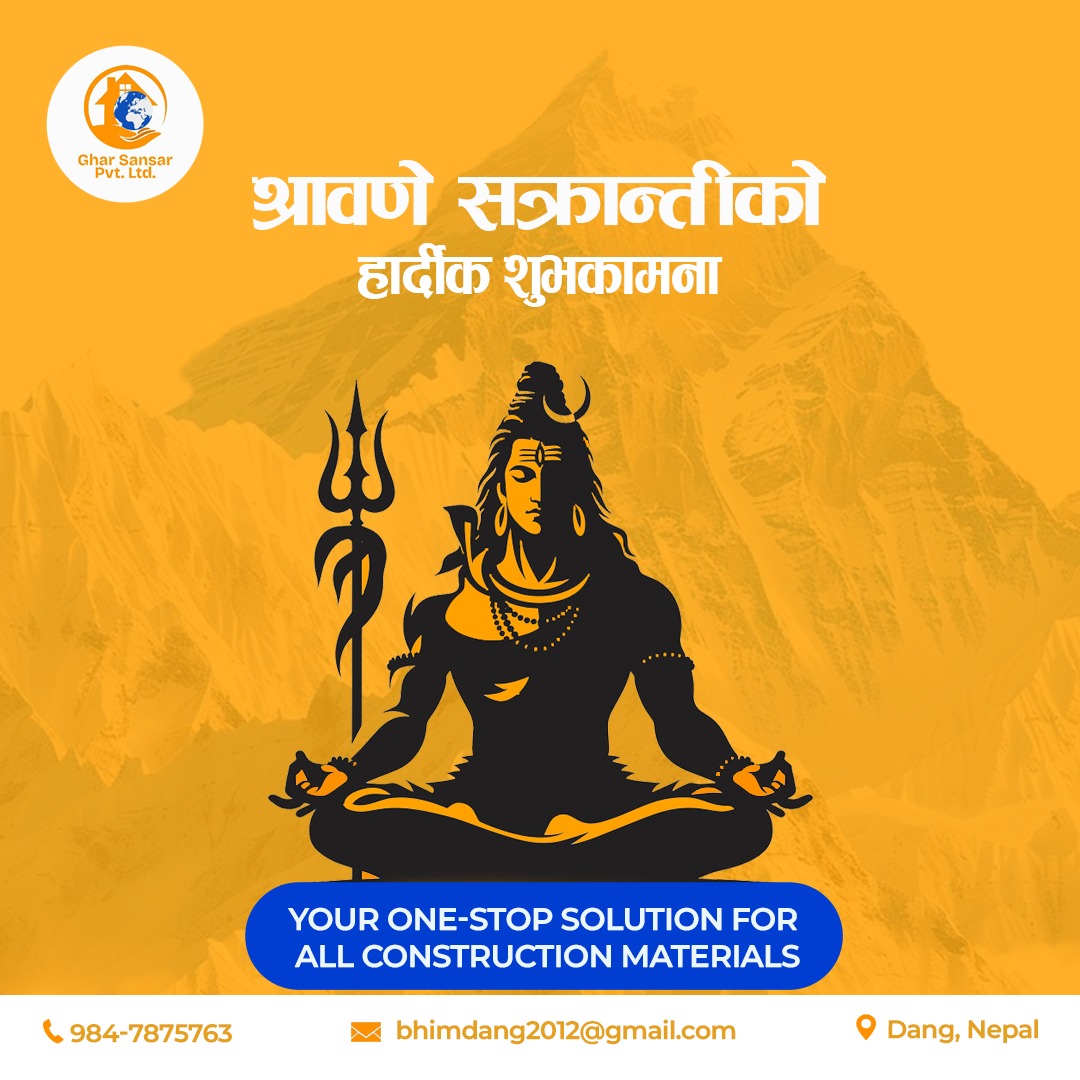 Ghar Sansar
Pvt. Ltd.
श्रावणे सक्रान्तीको
हार्दीक शुभकामना
YOUR ONE-STOP SOLUTION FOR
ALL CONSTRUCTION MATERIALS
984-7875763
bhimdang2012@gmail.com
Dang, Nepal